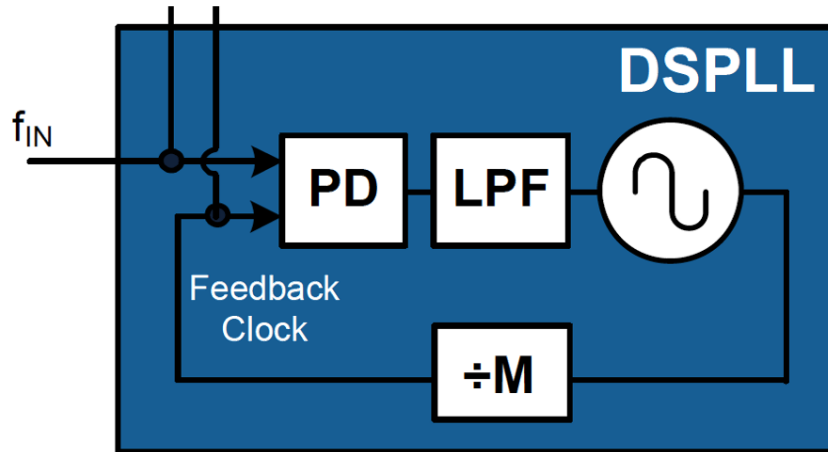 DSPLL
fIN
PD
LPF
Feedback
Clock
÷M